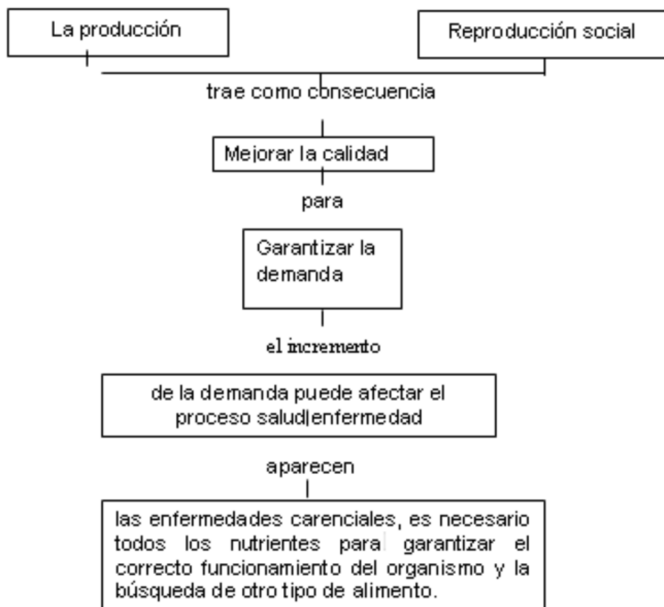 La producción
Reproducción social
trae como consecuencia
Mejorar la calidad
para
Garantizar la
demanda
el incremento
de la demanda puede afectar el
proceso salud|enfermedad
aparecen
las enfermedades carenciales, es necesario
todos los nutrientes para garantizar el
correcto funcionamiento del organismo y la
búsqueda de otro tipo de alimento.